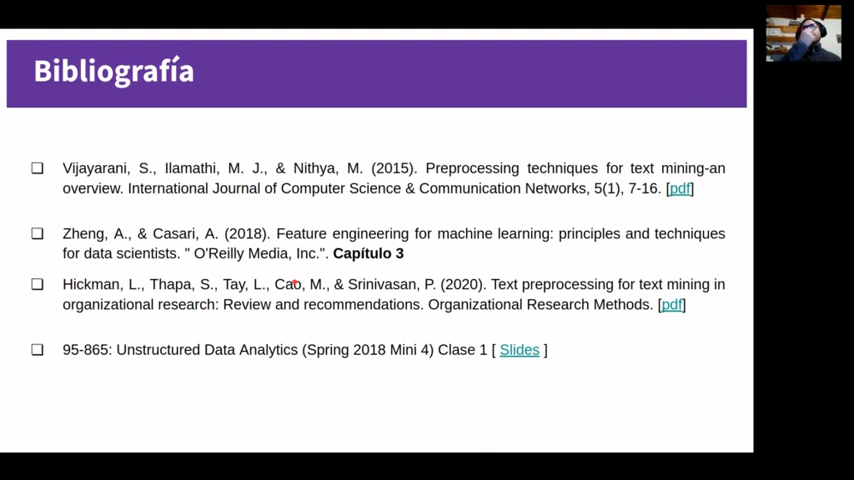 Bibliografía
❑ Vijayarani, S., Ilamathi, M. J., & Nithya, M. (2015). Preprocessing techniques for text mining-an
overview. International Journal of Computer Science & Communication Networks, 5(1), 7-16. [pdf]
❑ Zheng, A., & Casari, A. (2018). Feature engineering for machine learning: principles and techniques
for data scientists. " O'Reilly Media, Inc.". Capítulo 3
❑ Hickman, L., Thapa, S., Tay, L., Cao, M., & Srinivasan, P. (2020). Text preprocessing for text mining in
organizational research: Review and recommendations. Organizational Research Methods. [pdf]
❑ 95-865: Unstructured Data Analytics (Spring 2018 Mini 4) Clase 1 [ Slides ]